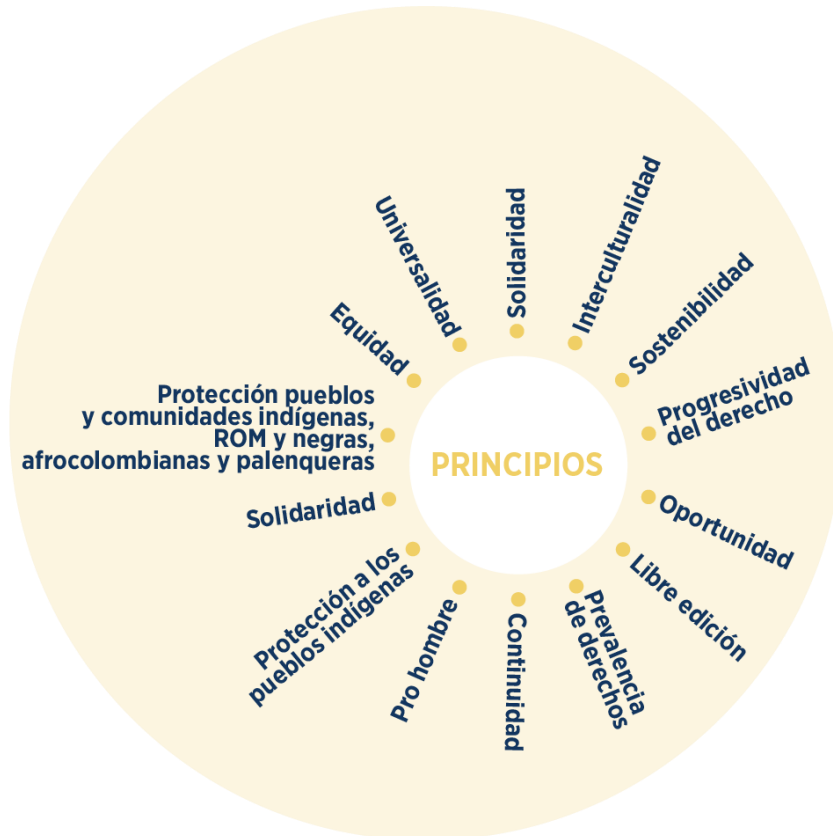 PRINCIPIOS
Solidaridad
Interculturalidad
Sostenibilidad
Progresividad
del derecho
Oportunidad
Libre edición
Prevalencia
de derechos
Continuidad
Pro hombre
Protección a los
pueblos indígenas
Solidaridad
Protección pueblos
y comunidades indígenas,
ROM y negras,
afrocolombianas y palenqueras
Equidad
Universalidad